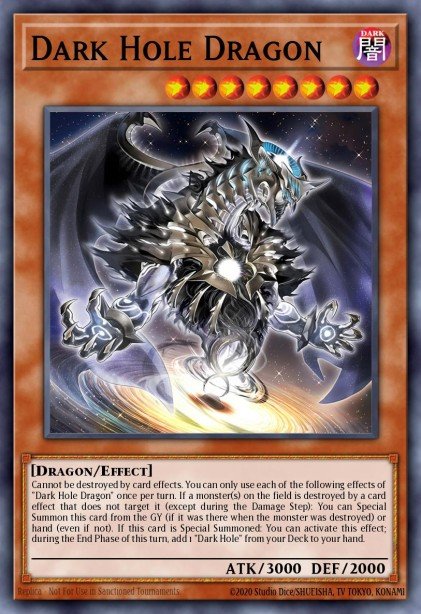 Dark Hole Dragon
DARK
闇
[Dragon/Effect]
Cannot be destroyed by card effects. You can only use each of the following effects of
"Dark Hole Dragon" once per turn. If a monster(s) on the field is destroyed by a card
effect that does not target it (except during the Damage Step): You can Special
Summon this card from the GY (if it was there when the monster was destroyed) or
hand (even if not). If this card is Special Summoned: You can activate this effect;
during the End Phase of this turn, add 1 "Dark Hole" from your Deck to your hand.
ATK/3000 DEF/2000
Replica - Not For Use in Sanctioned Tournaments
©2020 Studio Dice/SHUEISHA, TV TOKYO, KONAMI